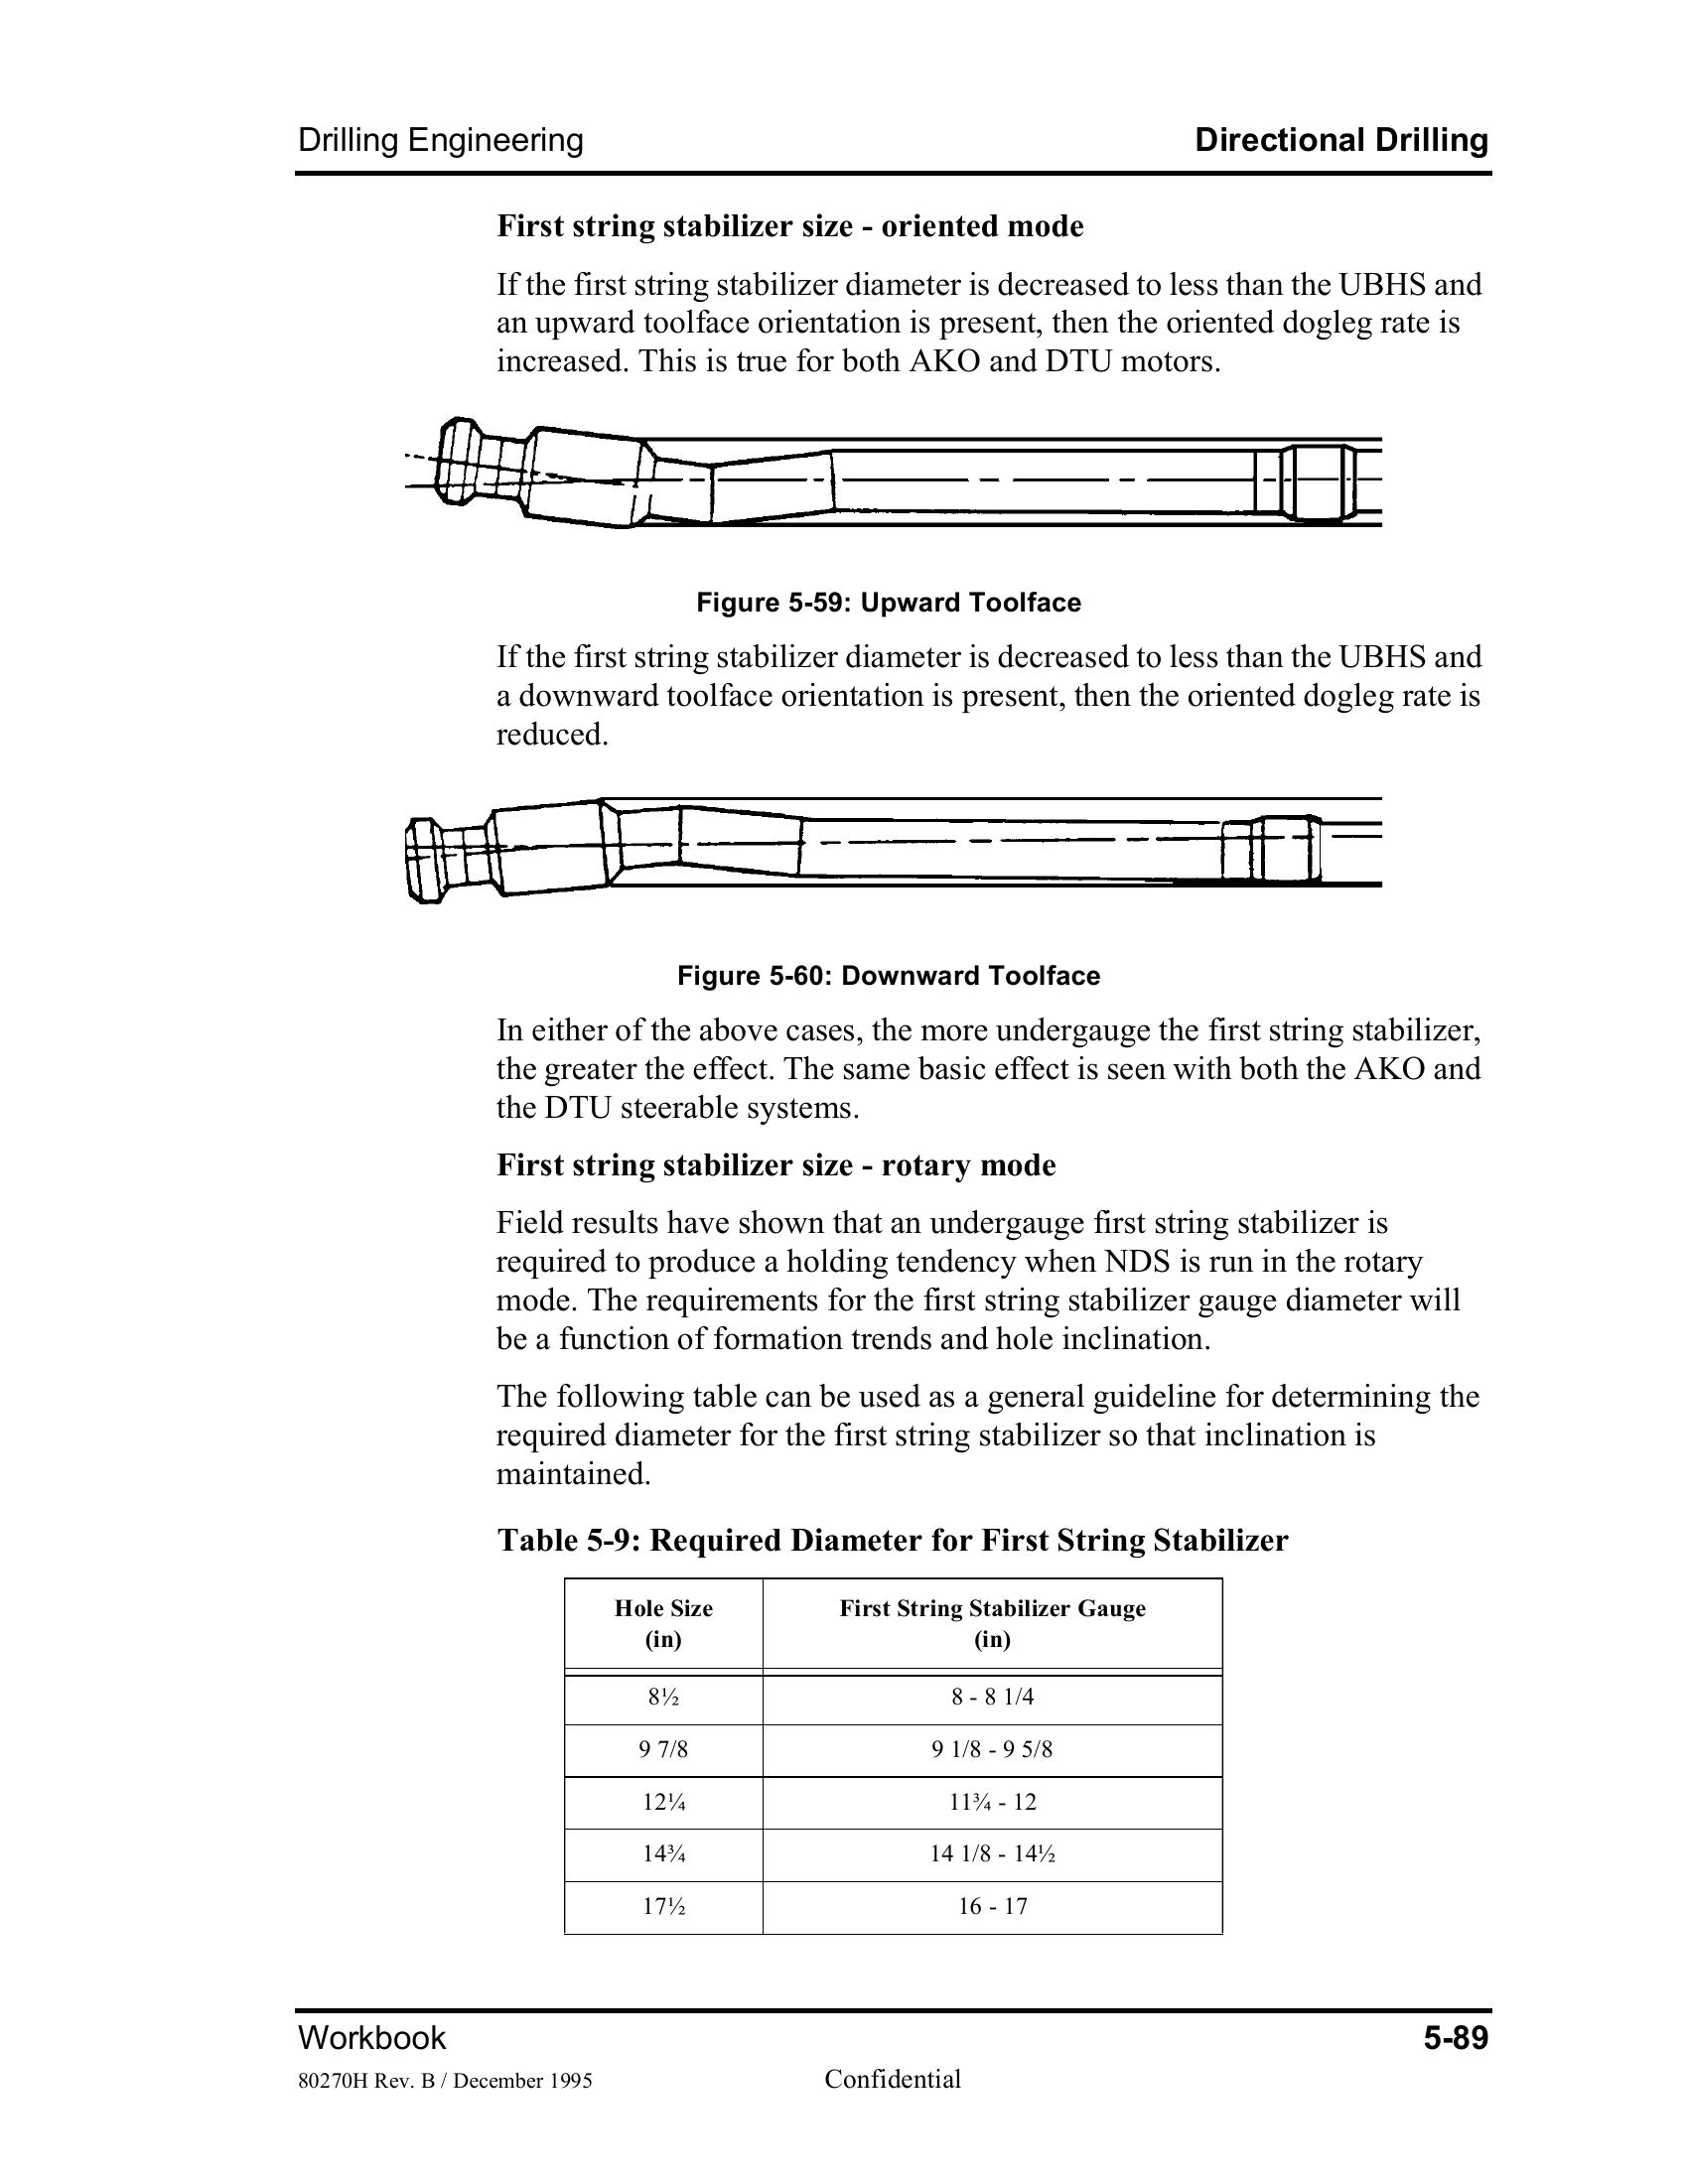 Drilling Engineering Directional Drilling
First string stabilizer size - oriented mode
If the first string stabilizer diameter is decreased to less than the UBHS and
an upward toolface orientation is present, then the oriented dogleg rate is
increased. This is true for both AKO and DTU motors.
Figure 5-59: Upward Toolface
If the first string stabilizer diameter is decreased to less than the UBHS and
a downward toolface orientation is present, then the oriented dogleg rate is
reduced.
Figure 5-60: Downward Toolface
In either of the above cases, the more undergauge the first string stabilizer,
the greater the effect. The same basic effect is seen with both the AKO and
the DTU steerable systems.
First string stabilizer size - rotary mode
Field results have shown that an undergauge first string stabilizer is
required to produce a holding tendency when NDS is run in the rotary
mode. The requirements for the first string stabilizer gauge diameter will
be a function of formation trends and hole inclination.
The following table can be used as a general guideline for determining the
required diameter for the first string stabilizer so that inclination is
maintained.
Table 5-9: Required Diameter for First String Stabilizer
Hole Size First String Stabilizer Gauge
(in) (in)
8½ 8 - 8 1/4
9 7/8 9 1/8 - 9 5/8
12¼ 11¾ - 12
14¾ 14 1/8 - 14½
17½ 16 - 17
Workbook 5-89
80270H Rev. B / December 1995 Confidential